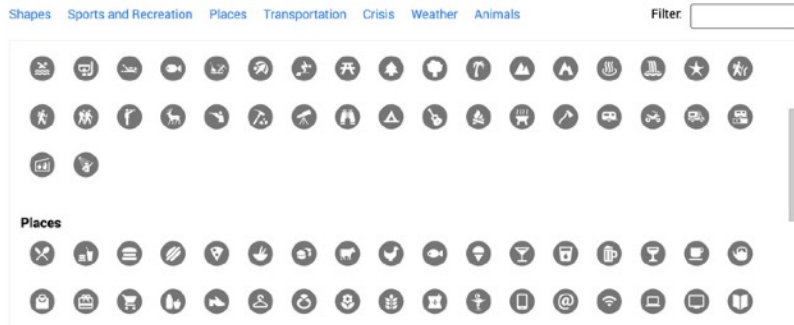 Shapes Sports and Recreation Places Transportation Crisis Weather Animals Filter:
Places